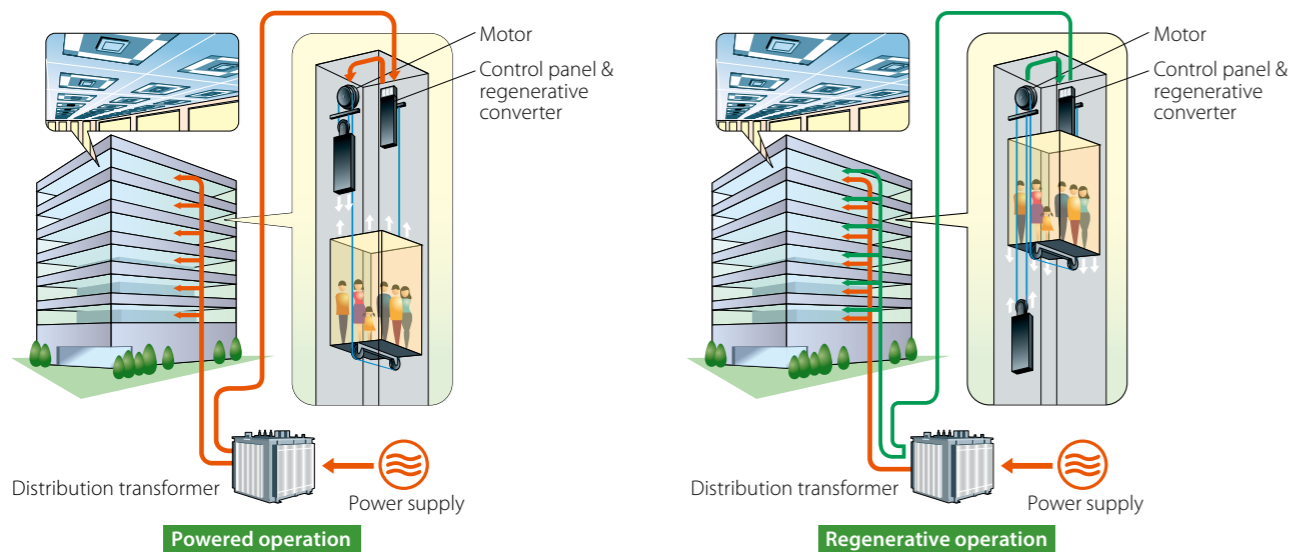 Motor
Control panel &
regenerative
converter
Distribution transformer
Power supply
Powered operation
Motor
Control panel &
regenerative
converter
Distribution transformer
Power supply
Regenerative operation